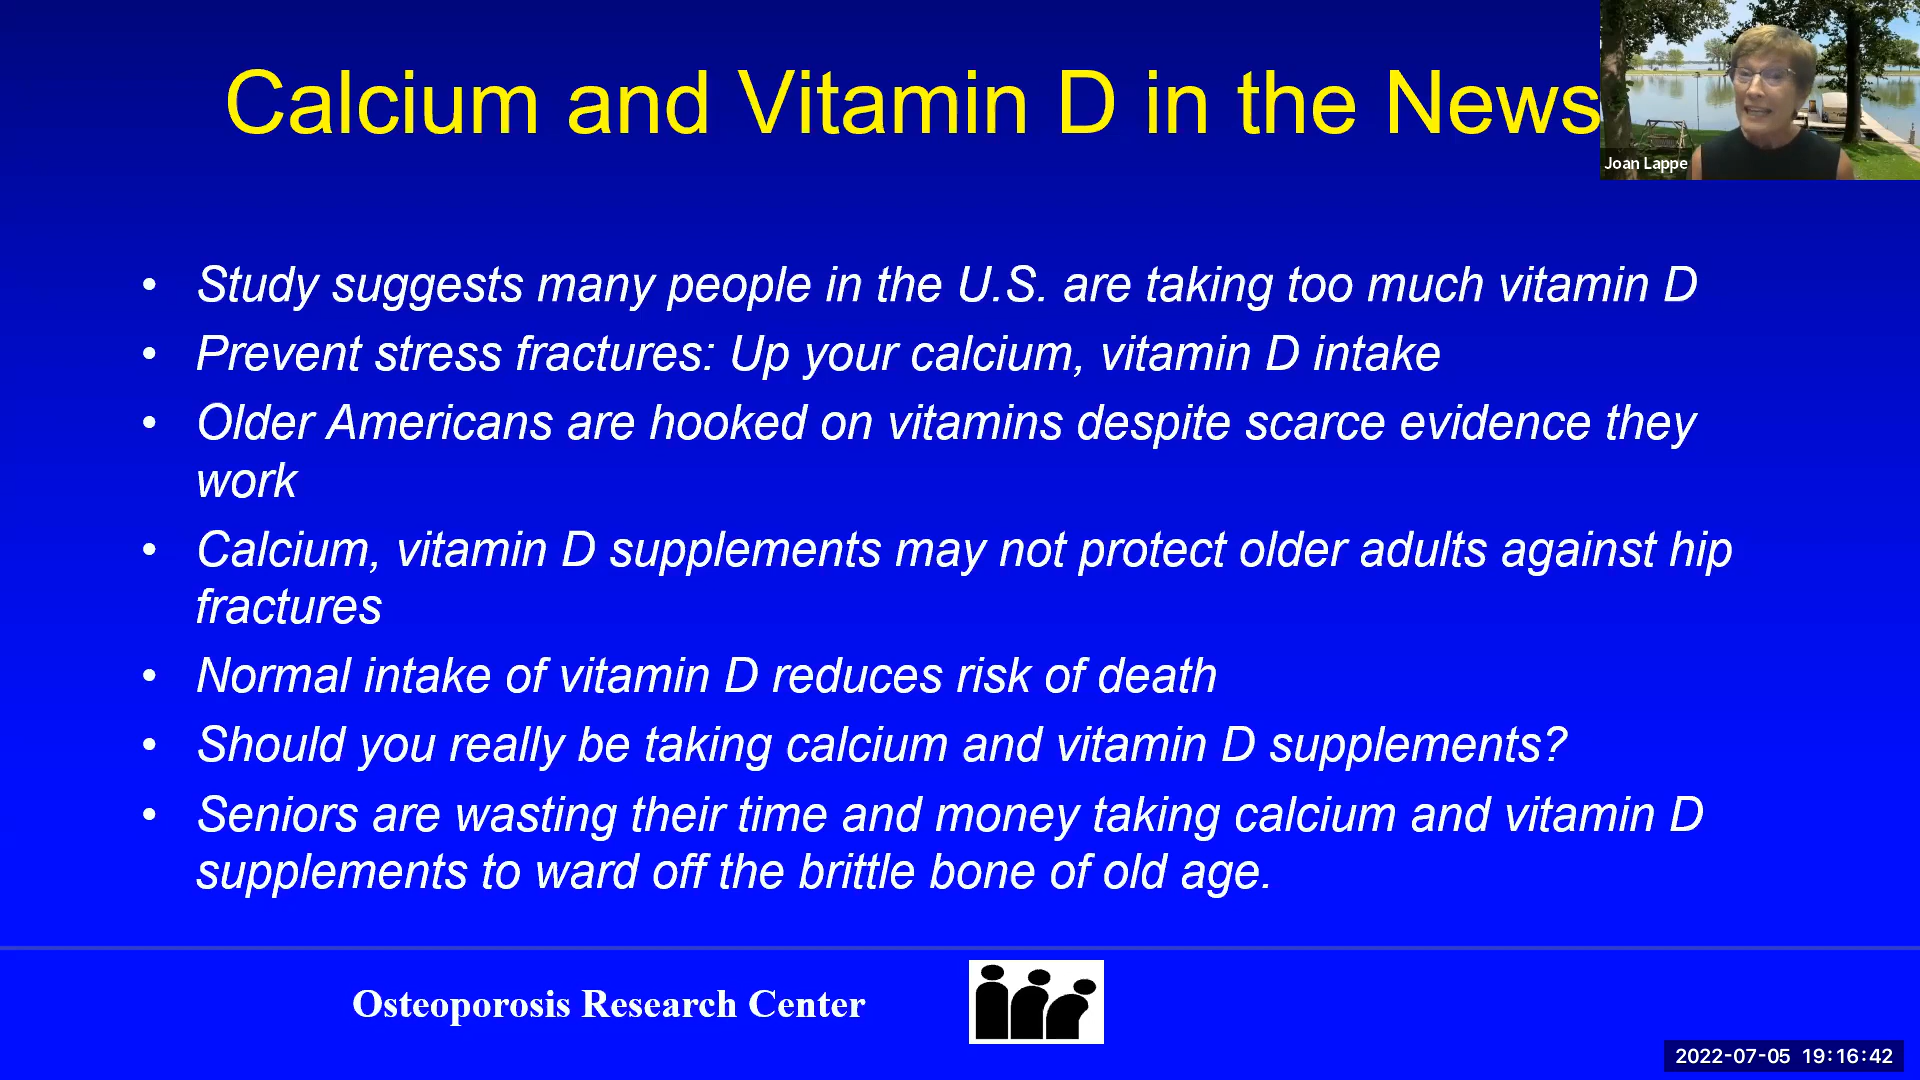 Calcium and Vitamin D in the News
Joan Lappe
• Study suggests many people in the U.S. are taking too much vitamin D
• Prevent stress fractures: Up your calcium, vitamin D intake
• Older Americans are hooked on vitamins despite scarce evidence they
work
• Calcium, vitamin D supplements may not protect older adults against hip
fractures
• Normal intake of vitamin D reduces risk of death
• Should you really be taking calcium and vitamin D supplements?
• Seniors are wasting their time and money taking calcium and vitamin D
supplements to ward off the brittle bone of old age.
Osteoporosis Research Center
2022-07-05 19:16:42